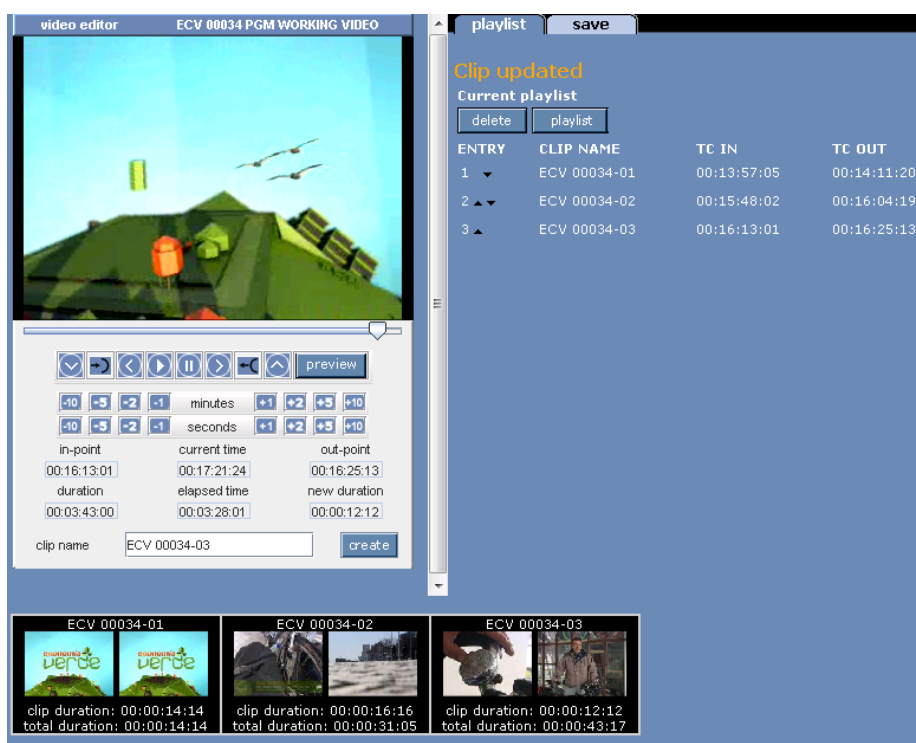 video editor ECV 00034 PGM WORKING VIDEO
playlist save
Clip updated
Current playlist
delete playlist
ENTRY CLIP NAME TC IN TC OUT
1 ECV 00034-01 00:13:57:05 00:14:11:20
2 ECV 00034-02 00:15:48:02 00:16:04:19
3 ECV 00034-03 00:16:13:01 00:16:25:13
preview
-10 -5 -2 -1 minutes +1 +2 +5 +10
-10 -5 -2 -1 seconds +1 +2 +5 +10
in-point current time out-point
00:16:13:01 00:17:21:24 00:16:25:13
duration elapsed time new duration
00:03:43:00 00:03:28:01 00:00:12:12
clip name ECV 00034-03 create
ECV 00034-01 ECV 00034-02 ECV 00034-03
verde verde
clip duration: 00:00:14:14 clip duration: 00:00:16:16 clip duration: 00:00:12:12
total duration: 00:00:14:14 total duration: 00:00:31:05 total duration: 00:00:43:17